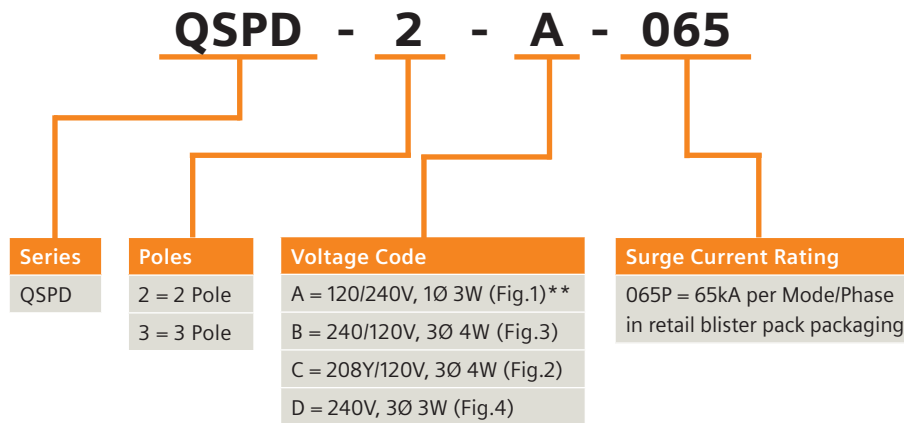 QSPD - 2 - A - 065
Series
QSPD
Poles
2 = 2 Pole
3 = 3 Pole
Voltage Code
A = 120/240V, 1Ø 3W (Fig.1)**
B = 240/120V, 3Ø 4W (Fig.3)
C = 208Y/120V, 3Ø 4W (Fig.2)
D = 240V, 3Ø 3W (Fig.4)
Surge Current Rating
065P = 65kA per Mode/Phase
in retail blister pack packaging